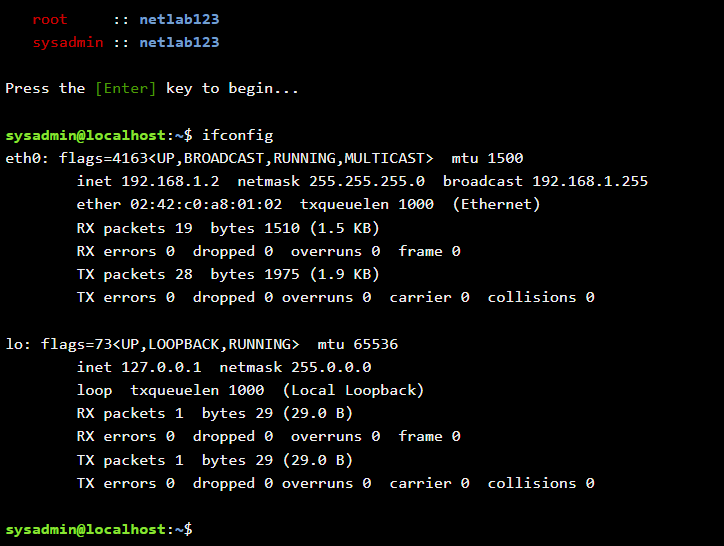 root     :: netlab123
sysadmin :: netlab123
Press the [Enter] key to begin...
sysadmin@localhost:~$ ifconfig
eth0: flags=4163<UP,BROADCAST,RUNNING,MULTICAST>  mtu 1500
        inet 192.168.1.2  netmask 255.255.255.0  broadcast 192.168.1.255
        ether 02:42:c0:a8:01:02  txqueuelen 1000  (Ethernet)
        RX packets 19  bytes 1510 (1.5 KB)
        RX errors 0  dropped 0  overruns 0  frame 0
        TX packets 28  bytes 1975 (1.9 KB)
        TX errors 0  dropped 0 overruns 0  carrier 0  collisions 0
lo: flags=73<UP,LOOPBACK,RUNNING>  mtu 65536
        inet 127.0.0.1  netmask 255.0.0.0
        loop  txqueuelen 1000  (Local Loopback)
        RX packets 1  bytes 29 (29.0 B)
        RX errors 0  dropped 0  overruns 0  frame 0
        TX packets 1  bytes 29 (29.0 B)
        TX errors 0  dropped 0 overruns 0  carrier 0  collisions 0
sysadmin@localhost:~$